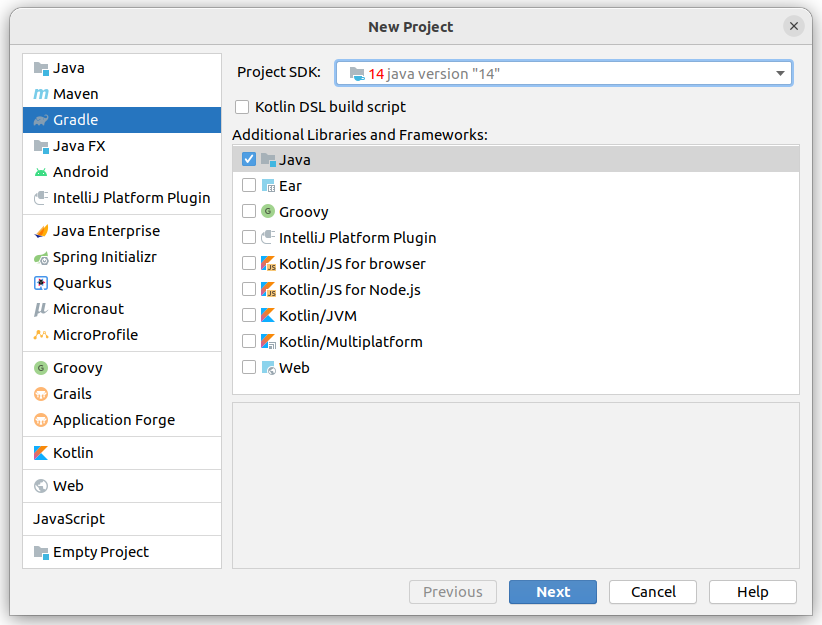 New Project
Java
Maven
Gradle
Java FX
Android
IntelliJ Platform Plugin
Java Enterprise
Spring Initializr
Quarkus
Micronaut
MicroProfile
Groovy
Grails
Application Forge
Kotlin
Web
JavaScript
Empty Project
Project SDK: 14 java version "14"
Kotlin DSL build script
Additional Libraries and Frameworks:
Java
Ear
Groovy
IntelliJ Platform Plugin
Kotlin/JS for browser
Kotlin/JS for Node.js
Kotlin/JVM
Kotlin/Multiplatform
Web
Previous Next Cancel Help